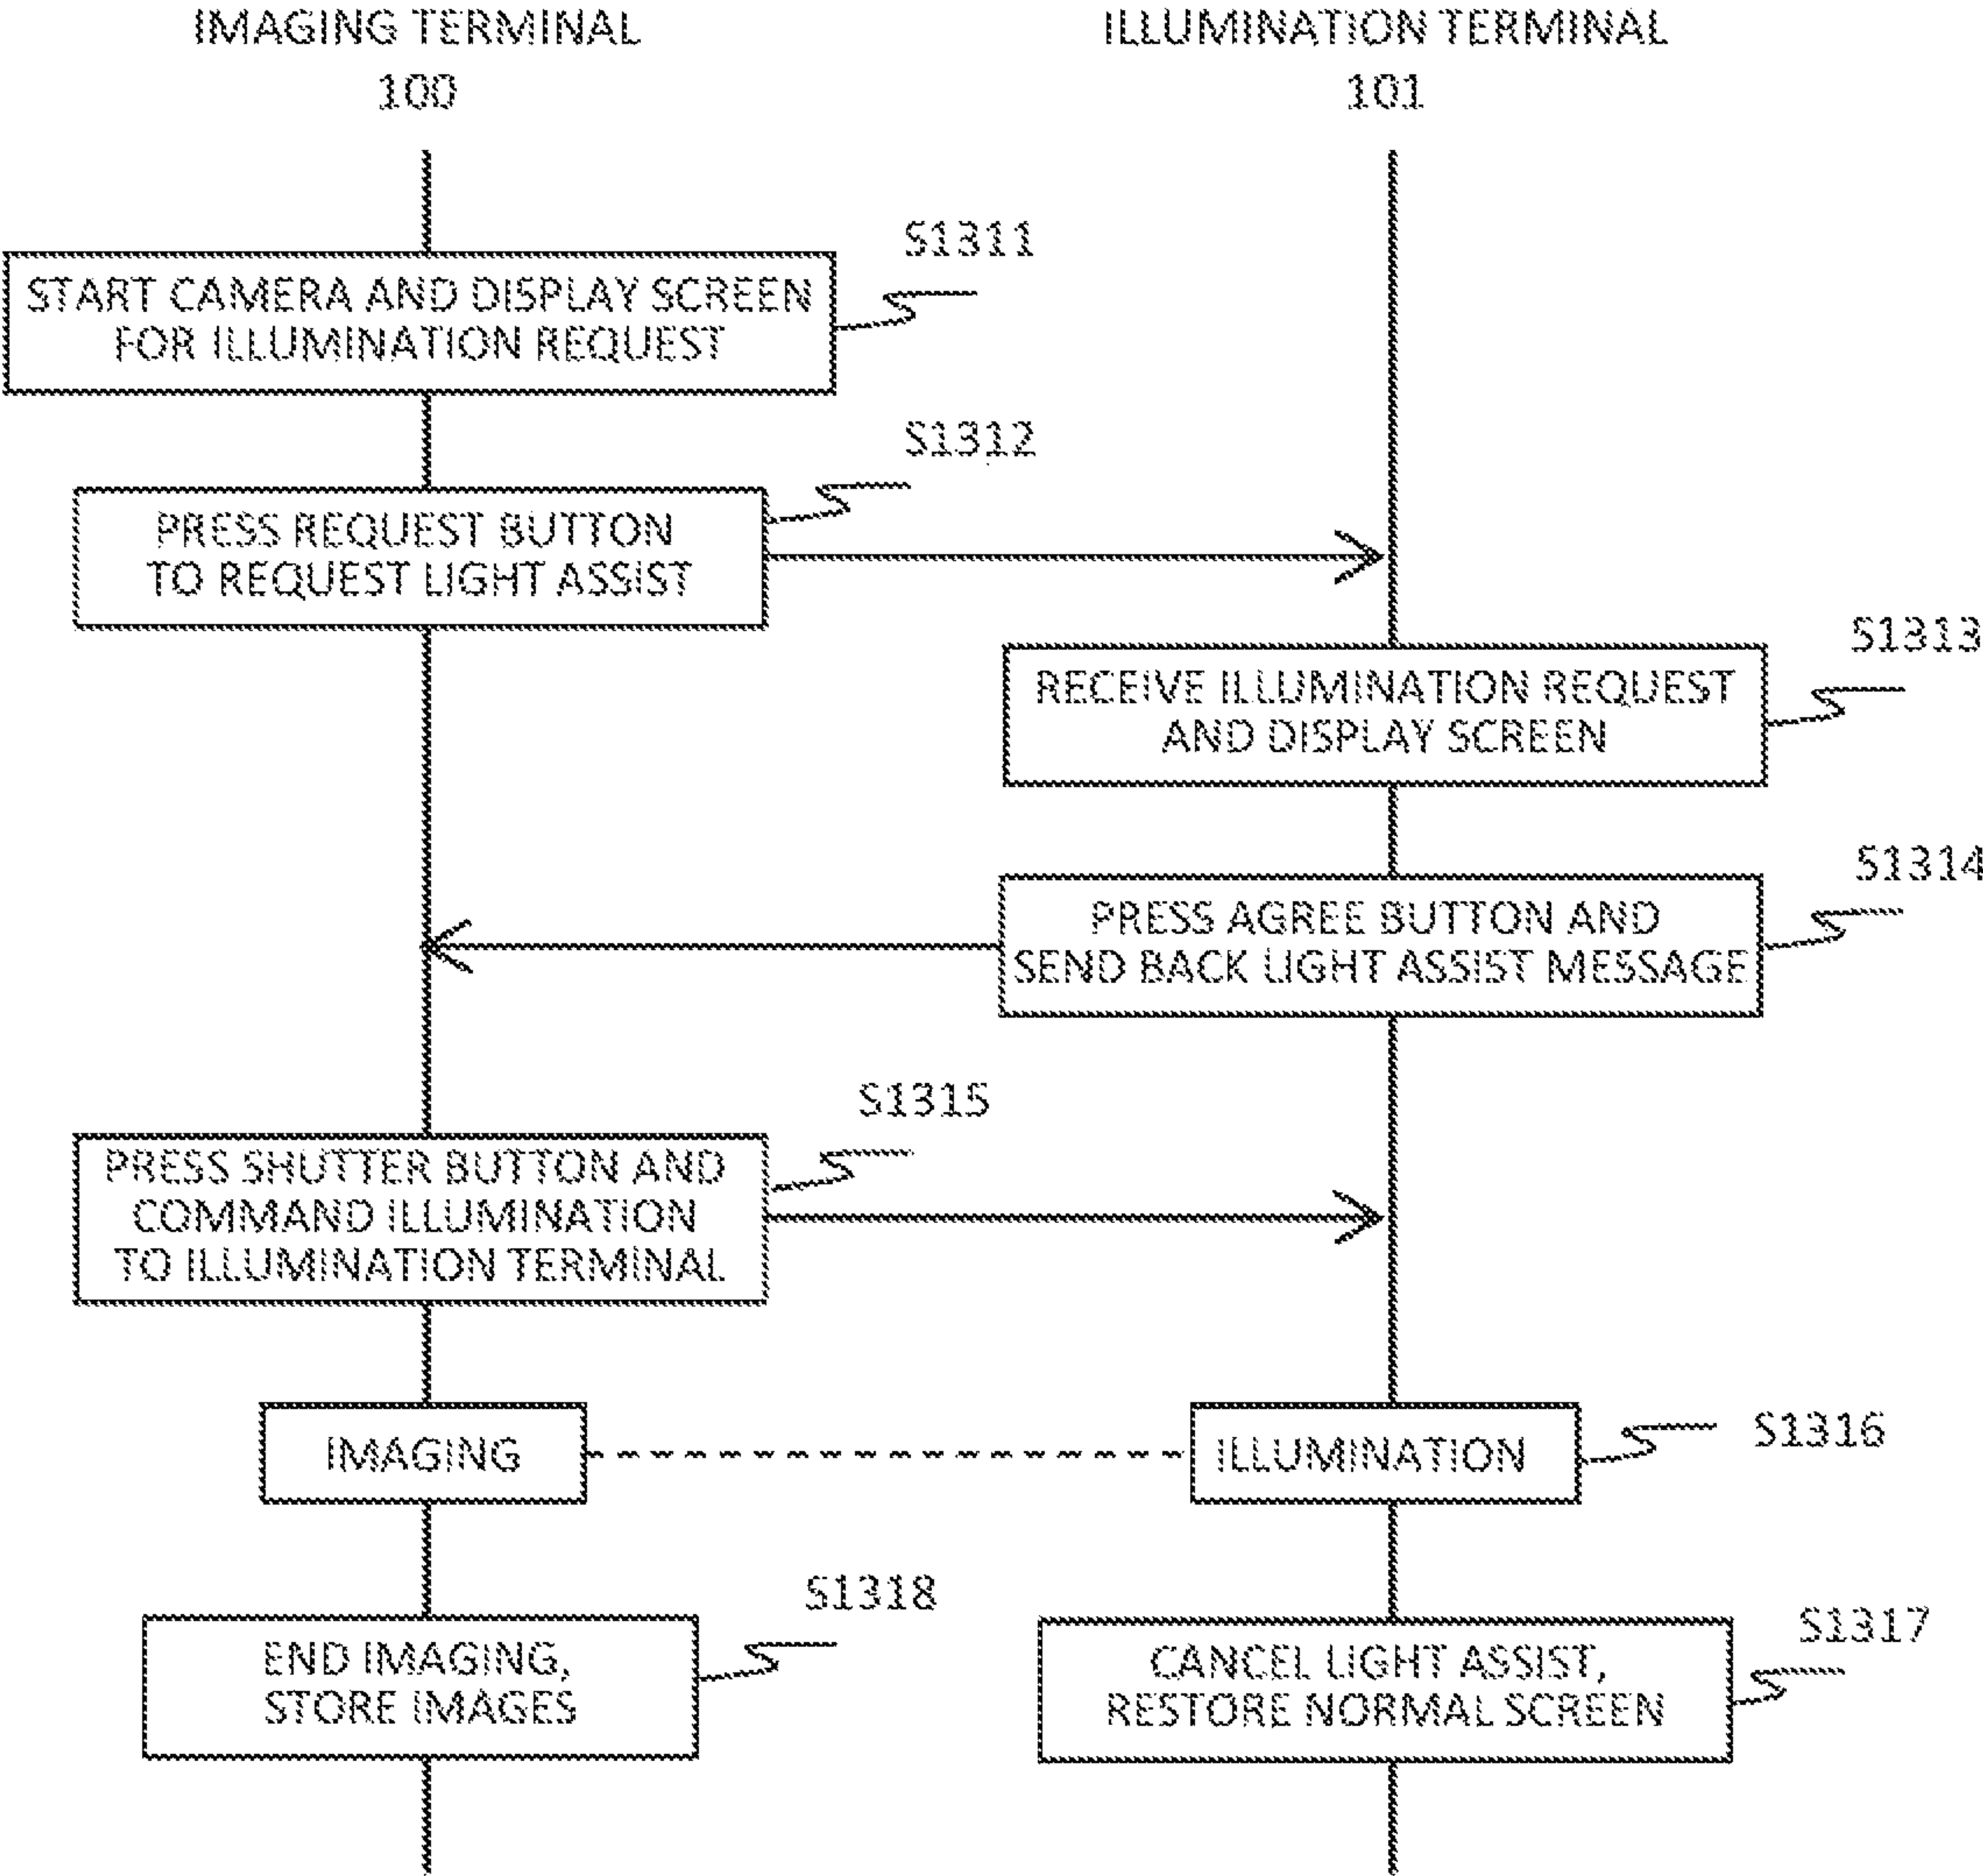 IMAGING TERMINAL
100
ILLUMINATION TERMINAL
101
S1311
START CAMERA AND DISPLAY SCREEN
FOR ILLUMINATION REQUEST
S1312
PRESS REQUEST BUTTON
TO REQUEST LIGHT ASSIST
S1313
RECEIVE ILLUMINATION REQUEST
AND DISPLAY SCREEN
S1314
PRESS AGREE BUTTON AND
SEND BACK LIGHT ASSIST MESSAGE
S1315
PRESS SHUTTER BUTTON AND
COMMAND ILLUMINATION
TO ILLUMINATION TERMINAL
IMAGING
ILLUMINATION
S1316
S1318
END IMAGING,
STORE IMAGES
S1317
CANCEL LIGHT ASSIST,
RESTORE NORMAL SCREEN